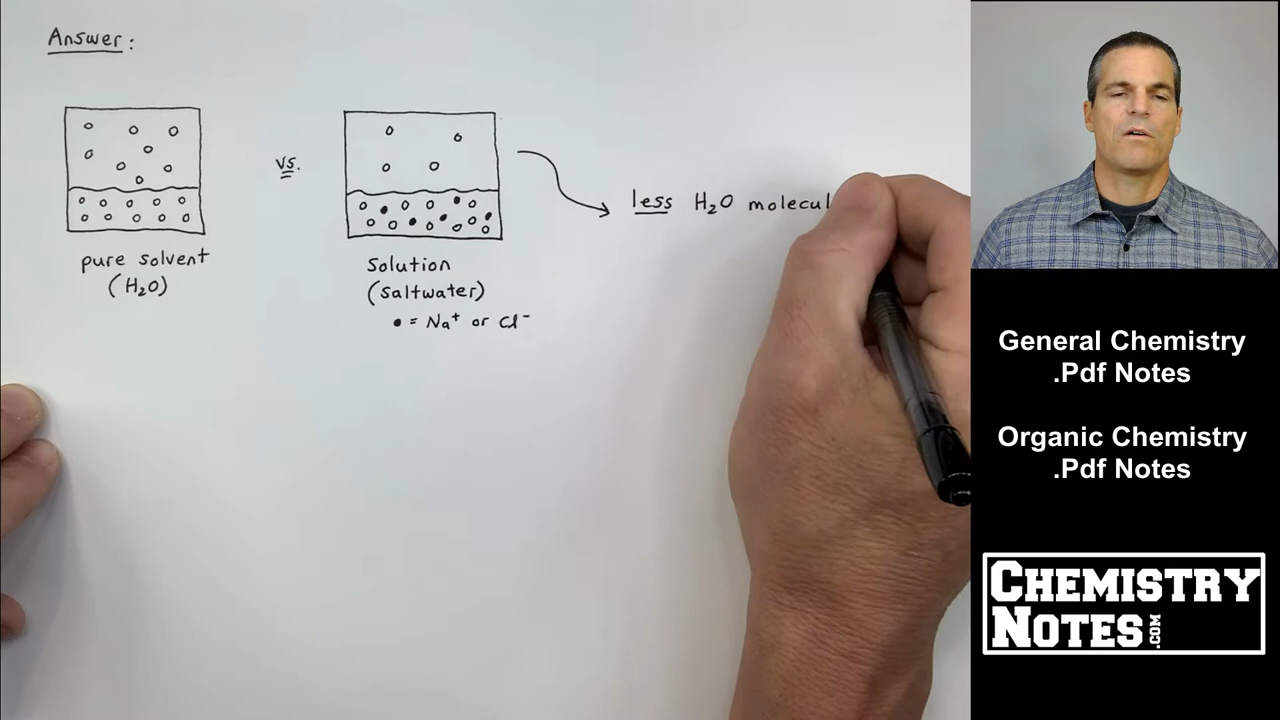 Answer:
vs.
less H₂O molecul
pure solvent
(H₂O)
Solution
(saltwater)
• = Na⁺ or Cl⁻
General Chemistry
.Pdf Notes
Organic Chemistry
.Pdf Notes
CHEMISTRY
NOTES.COM